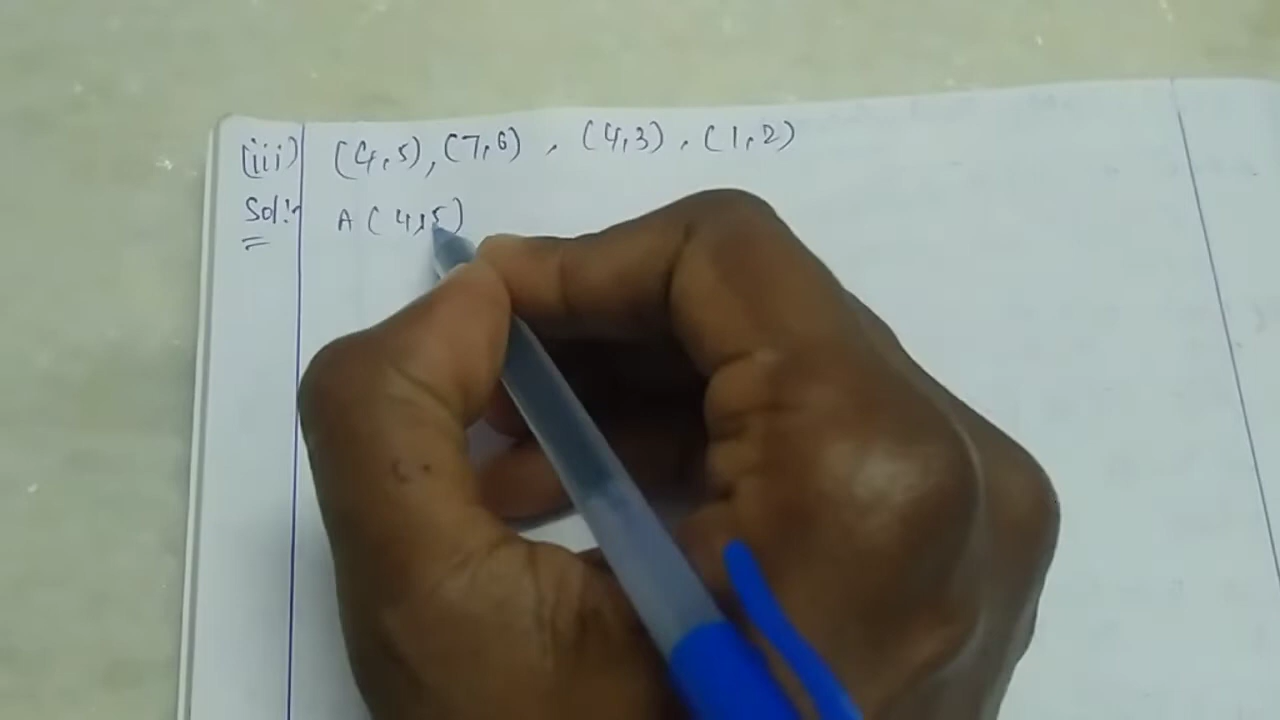 (iii) (4,5), (7,6), (4,3), (1,2)
Sol:n A (4,5)